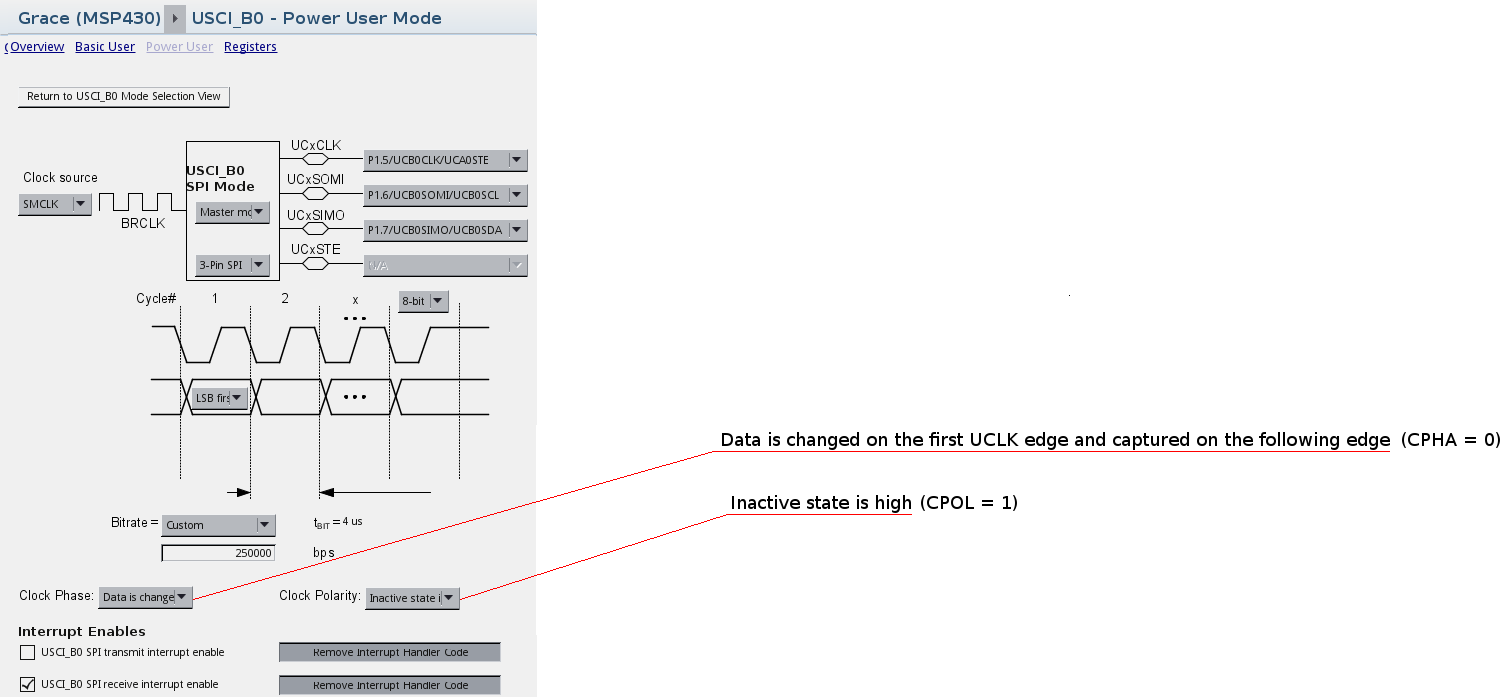 Grace (MSP430) USCI_B0 - Power User Mode
Overview Basic User Power User Registers
Return to USCI_B0 Mode Selection View
Clock source
SMCLK
BRCLK
USCI_B0
SPI Mode
Master mo
3-Pin SPI
UCxCLK
P1.5/UCB0CLK/UCA0STE
UCxSOMI
P1.6/UCB0SOMI/UCB0SCL
UCxSIMO
P1.7/UCB0SIMO/UCB0SDA
UCxSTE
N/A
Cycle# 1 2 x 8-bit
LSB firs
Data is changed on the first UCLK edge and captured on the following edge (CPHA = 0)
Inactive state is high (CPOL = 1)
Bitrate = Custom tBIT = 4 us
250000 bps
Clock Phase: Data is change Clock Polarity: Inactive state i
Interrupt Enables
USCI_B0 SPI transmit interrupt enable Remove Interrupt Handler Code
USCI_B0 SPI receive interrupt enable Remove Interrupt Handler Code